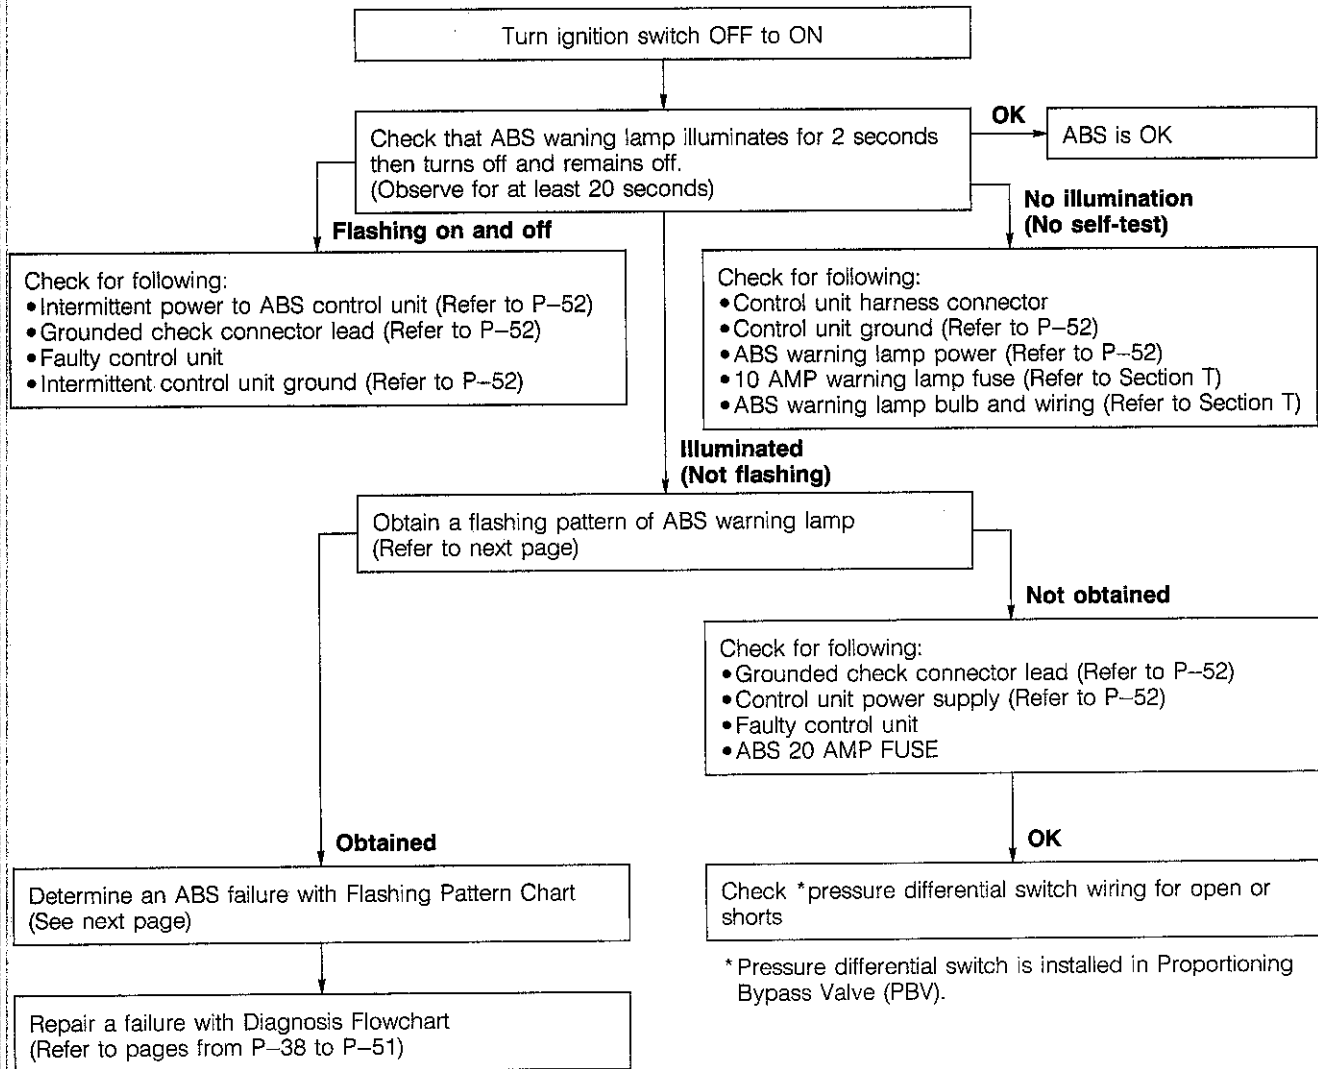 Turn ignition switch OFF to ON
Check that ABS waning lamp illuminates for 2 seconds
then turns off and remains off.
(Observe for at least 20 seconds)
OK
ABS is OK
Flashing on and off
No illumination
(No self-test)
Check for following:
•Intermittent power to ABS control unit (Refer to P–52)
•Grounded check connector lead (Refer to P–52)
•Faulty control unit
•Intermittent control unit ground (Refer to P–52)
Check for following:
•Control unit harness connector
•Control unit ground (Refer to P–52)
•ABS warning lamp power (Refer to P–52)
•10 AMP warning lamp fuse (Refer to Section T)
•ABS warning lamp bulb and wiring (Refer to Section T)
Illuminated
(Not flashing)
Obtain a flashing pattern of ABS warning lamp
(Refer to next page)
Not obtained
Check for following:
•Grounded check connector lead (Refer to P–52)
•Control unit power supply (Refer to P–52)
•Faulty control unit
•ABS 20 AMP FUSE
Obtained
OK
Determine an ABS failure with Flashing Pattern Chart
(See next page)
Check *pressure differential switch wiring for open or
shorts
* Pressure differential switch is installed in Proportioning
Bypass Valve (PBV).
Repair a failure with Diagnosis Flowchart
(Refer to pages from P–38 to P–51)